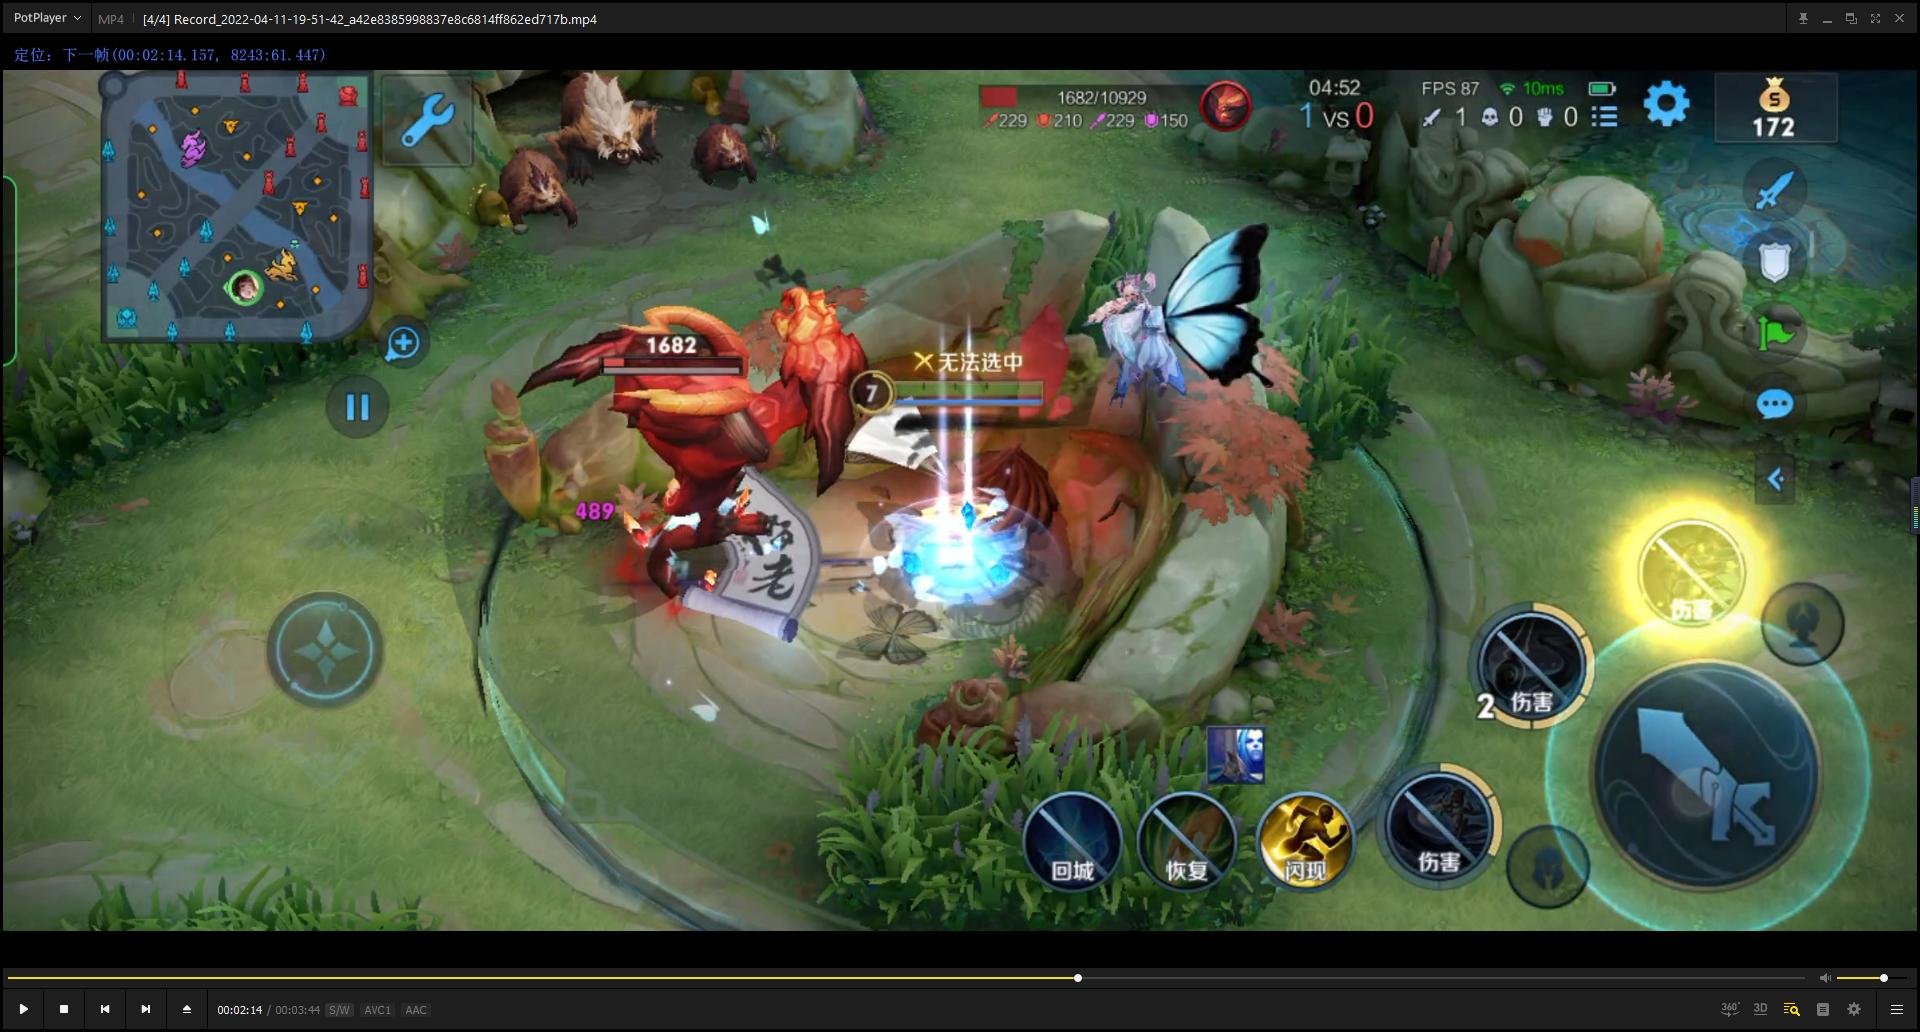 PotPlayer
MP4
[4/4] Record_2022-04-11-19-51-42_a42e8385998837e8c6814ff862ed717b.mp4
定位：下一帧(00:02:14.157, 8243:61.447)
1682/10929
229 210 229 150
04:52
1 VS 0
FPS 87 10ms
1 0 0
172
1682
无法选中
7
489
老
伤害
2 伤害
伤害
回城
恢复
闪现
00:02:14 / 00:03:44 S/W AVC1 AAC
360°
3D